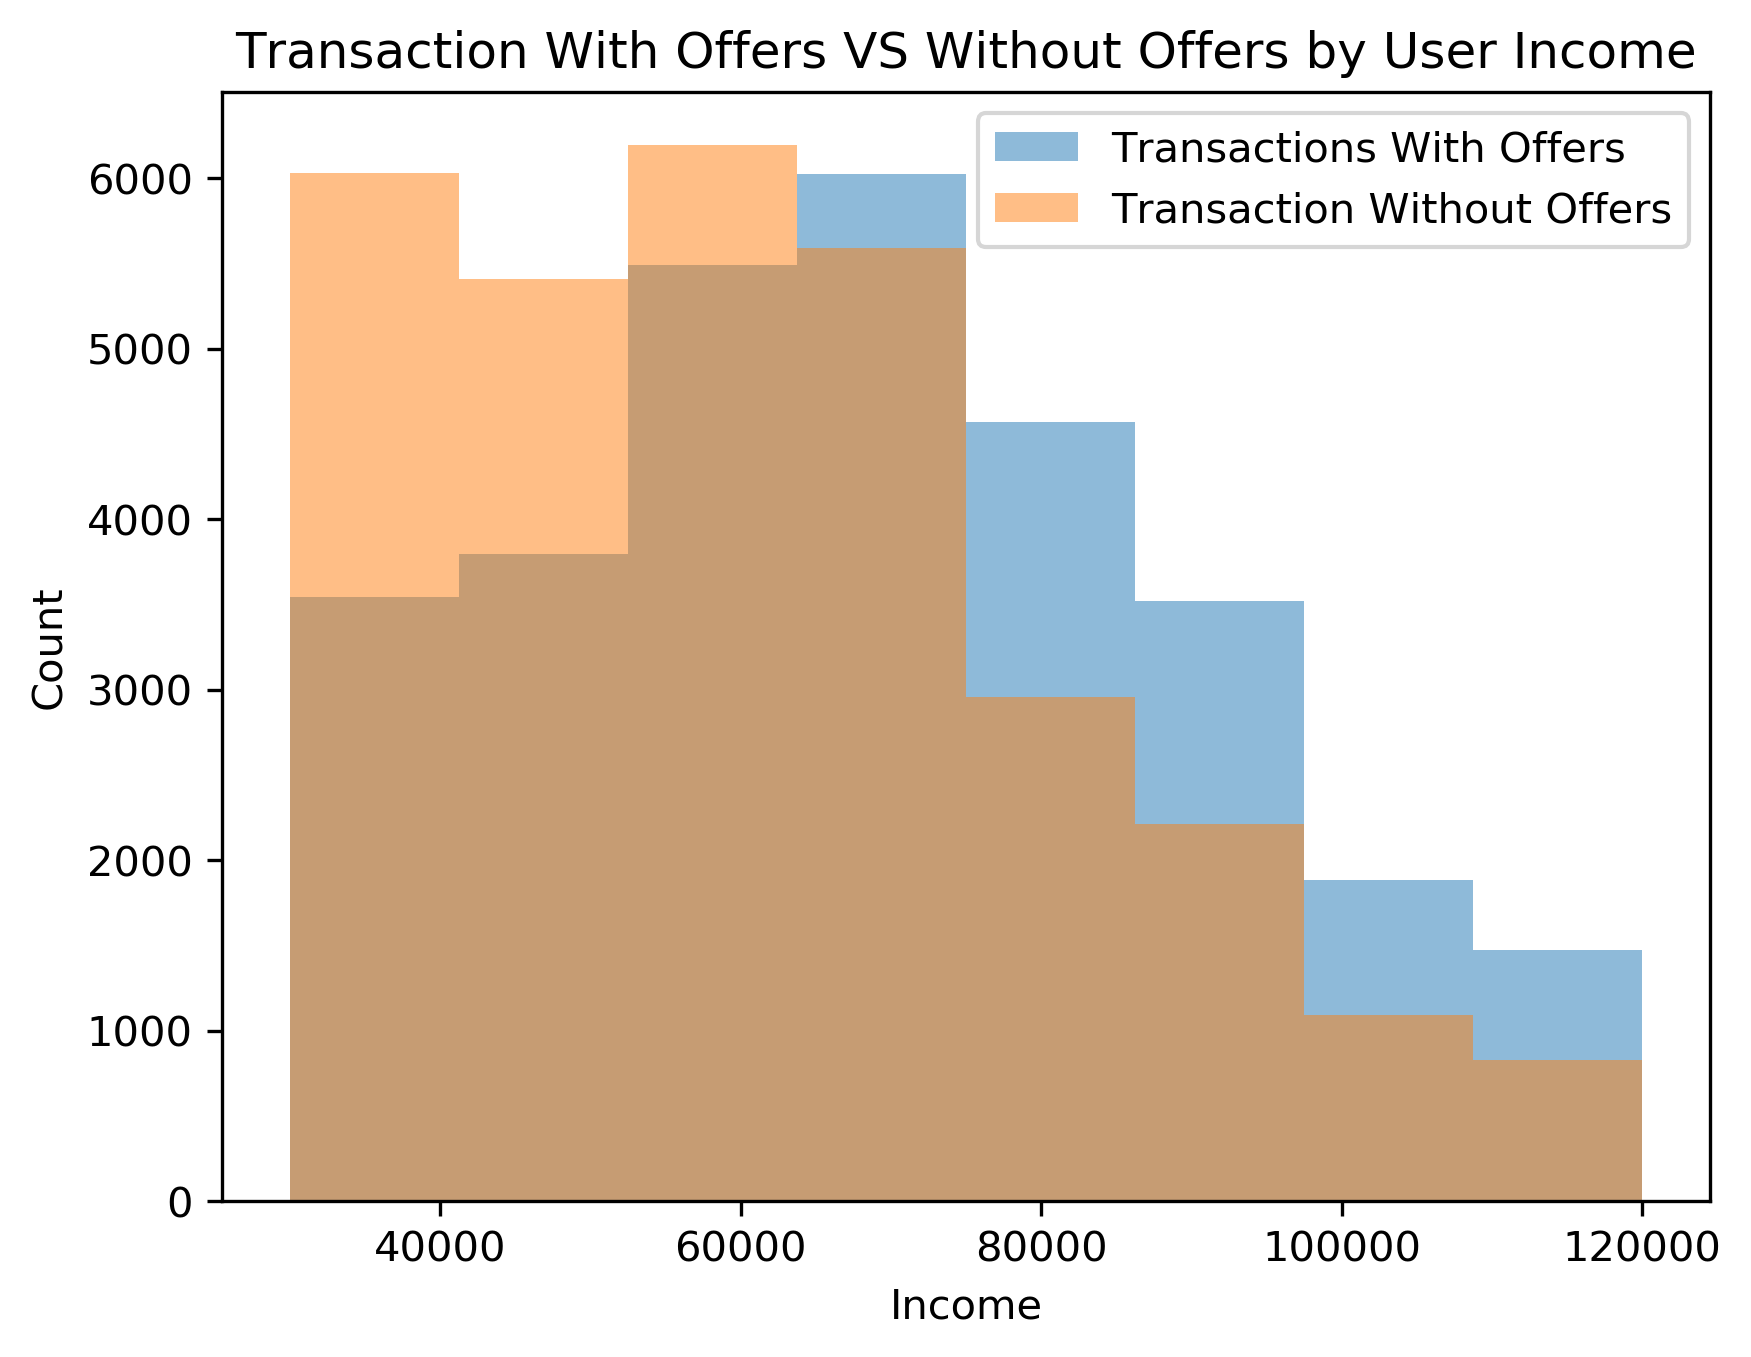 Transaction With Offers VS Without Offers by User Income
Transactions With Offers
Transaction Without Offers
6000
5000
4000
3000
2000
1000
0
Count
40000
60000
80000
100000
120000
Income